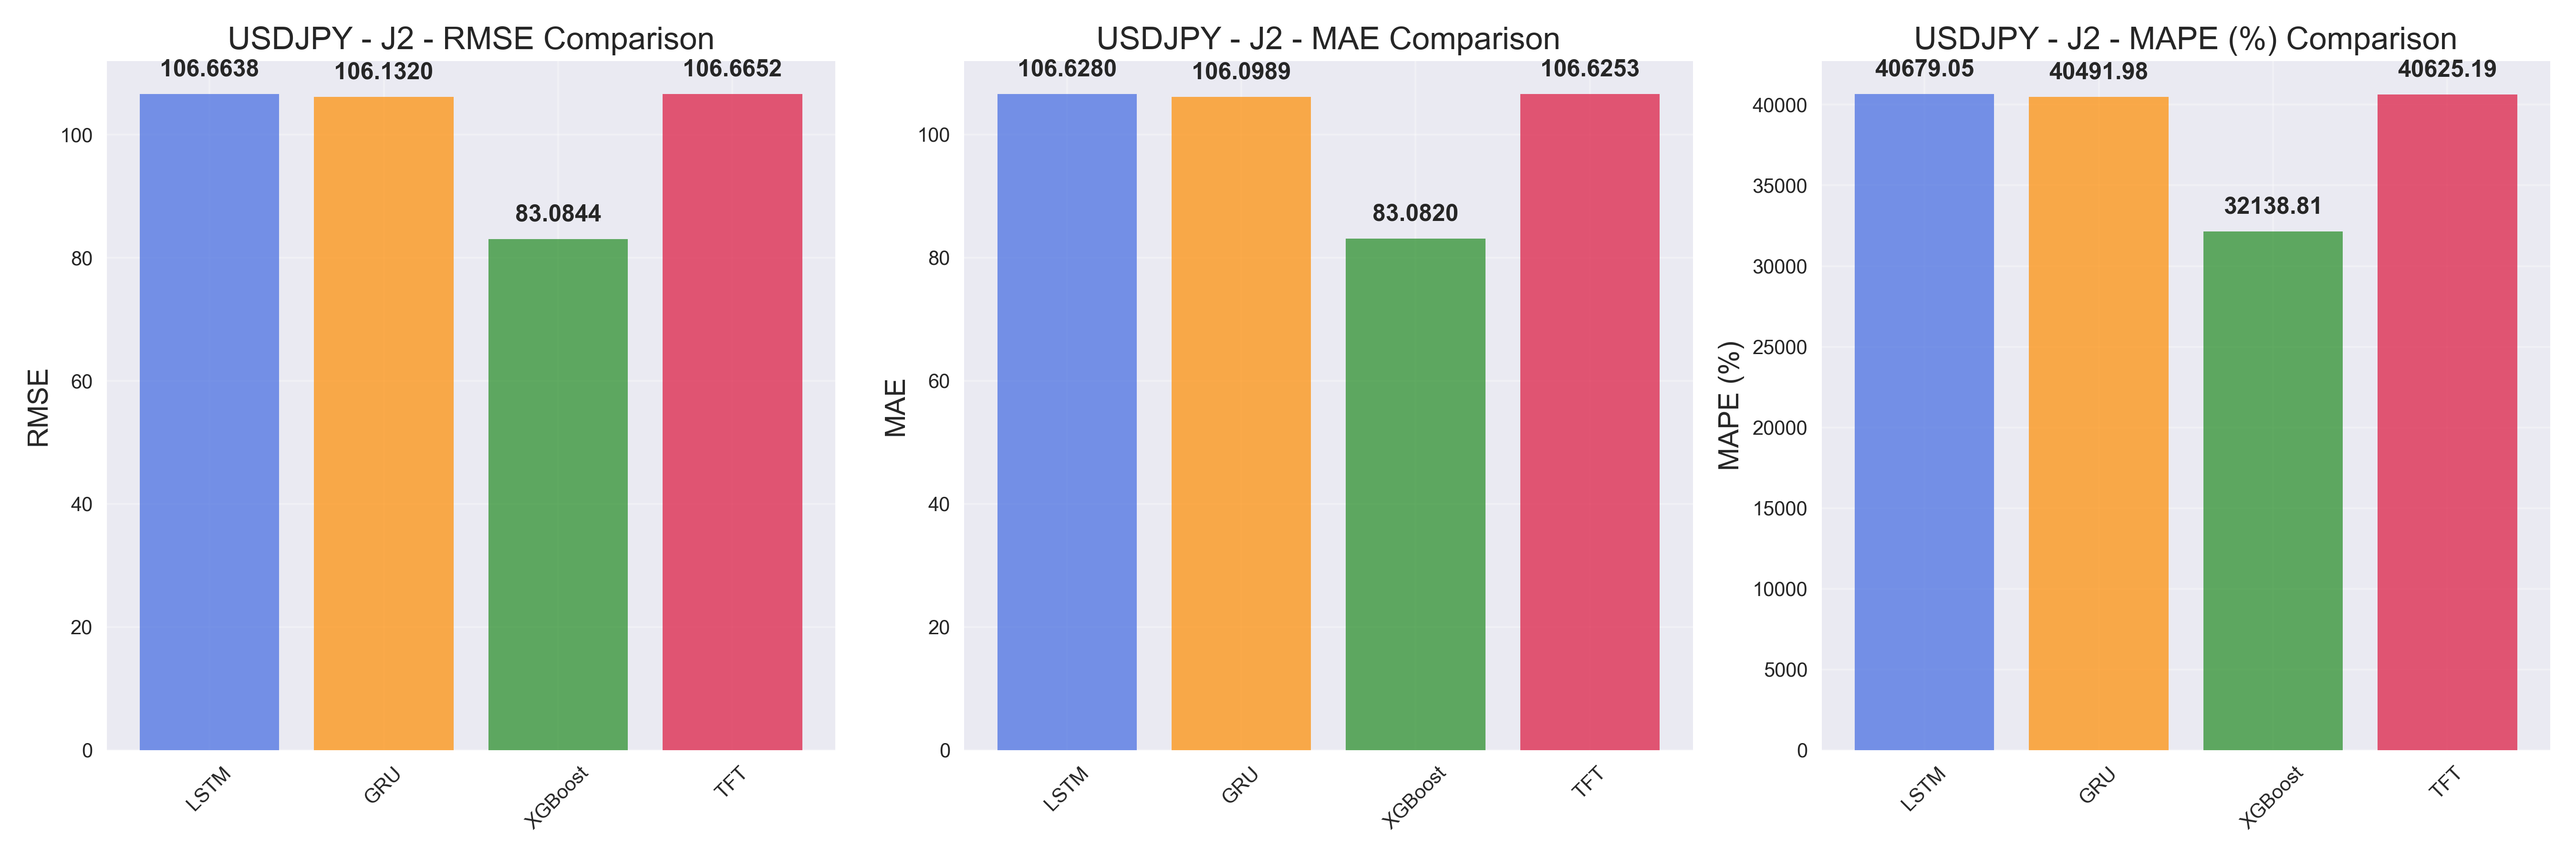 USDJPY - J2 - RMSE Comparison
106.6638
106.1320
83.0844
106.6652
RMSE
100
80
60
40
20
0
LSTM
GRU
XGBoost
TFT
USDJPY - J2 - MAE Comparison
106.6280
106.0989
83.0820
106.6253
MAE
100
80
60
40
20
0
LSTM
GRU
XGBoost
TFT
USDJPY - J2 - MAPE (%) Comparison
40679.05
40491.98
32138.81
40625.19
MAPE (%)
40000
35000
30000
25000
20000
15000
10000
5000
0
LSTM
GRU
XGBoost
TFT